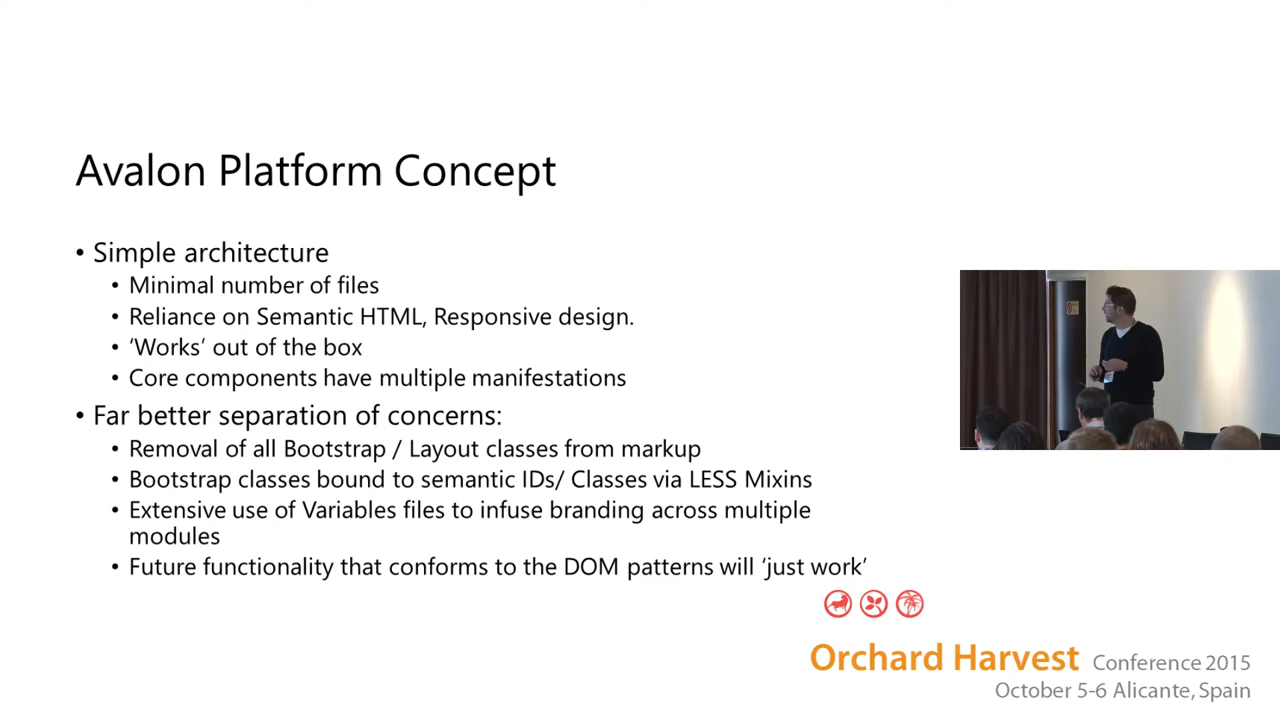 Avalon Platform Concept
• Simple architecture
• Minimal number of files
• Reliance on Semantic HTML, Responsive design.
• ‘Works’ out of the box
• Core components have multiple manifestations
• Far better separation of concerns:
• Removal of all Bootstrap / Layout classes from markup
• Bootstrap classes bound to semantic IDs/ Classes via LESS Mixins
• Extensive use of Variables files to infuse branding across multiple
modules
• Future functionality that conforms to the DOM patterns will ‘just work’
Orchard Harvest Conference 2015
October 5-6 Alicante, Spain